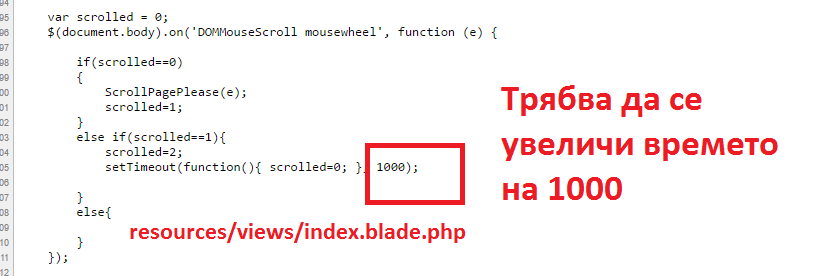 95 var scrolled = 0;
96 $(document.body).on('DOMMouseScroll mousewheel', function (e) {
97
98 if(scrolled==0)
99 {
00 ScrollPagePlease(e);
01 scrolled=1;
02 }
03 else if(scrolled==1){
04 scrolled=2;
05 setTimeout(function(){ scrolled=0; }, 1000);
06
07 }
08 else{
09
10 }
11 });
12
Трябва да се
увеличи времето
на 1000
resources/views/index.blade.php